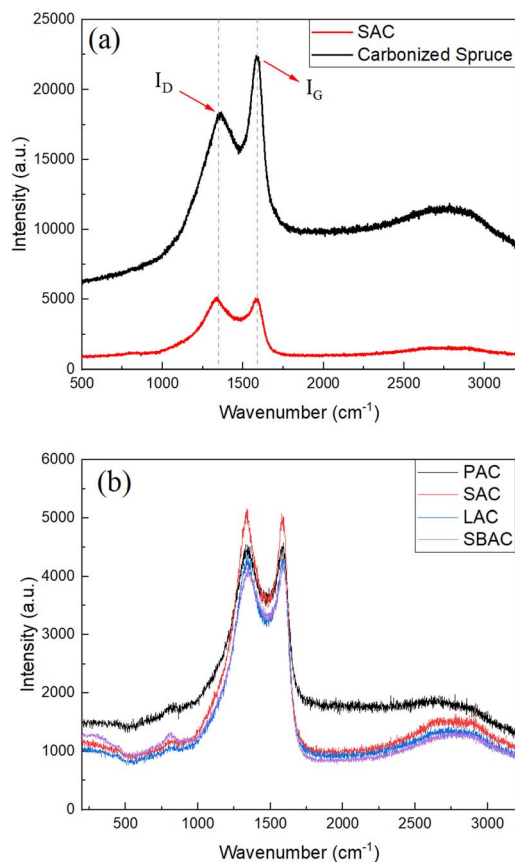 (a)
SAC
Carbonized Spruce
I_D
I_G
25000
20000
15000
10000
5000
0
Intensity (a.u.)
500 1000 1500 2000 2500 3000
Wavenumber (cm⁻¹)
(b)
PAC
SAC
LAC
SBAC
6000
5000
4000
3000
2000
1000
0
Intensity (a.u.)
500 1000 1500 2000 2500 3000
Wavenumber (cm⁻¹)